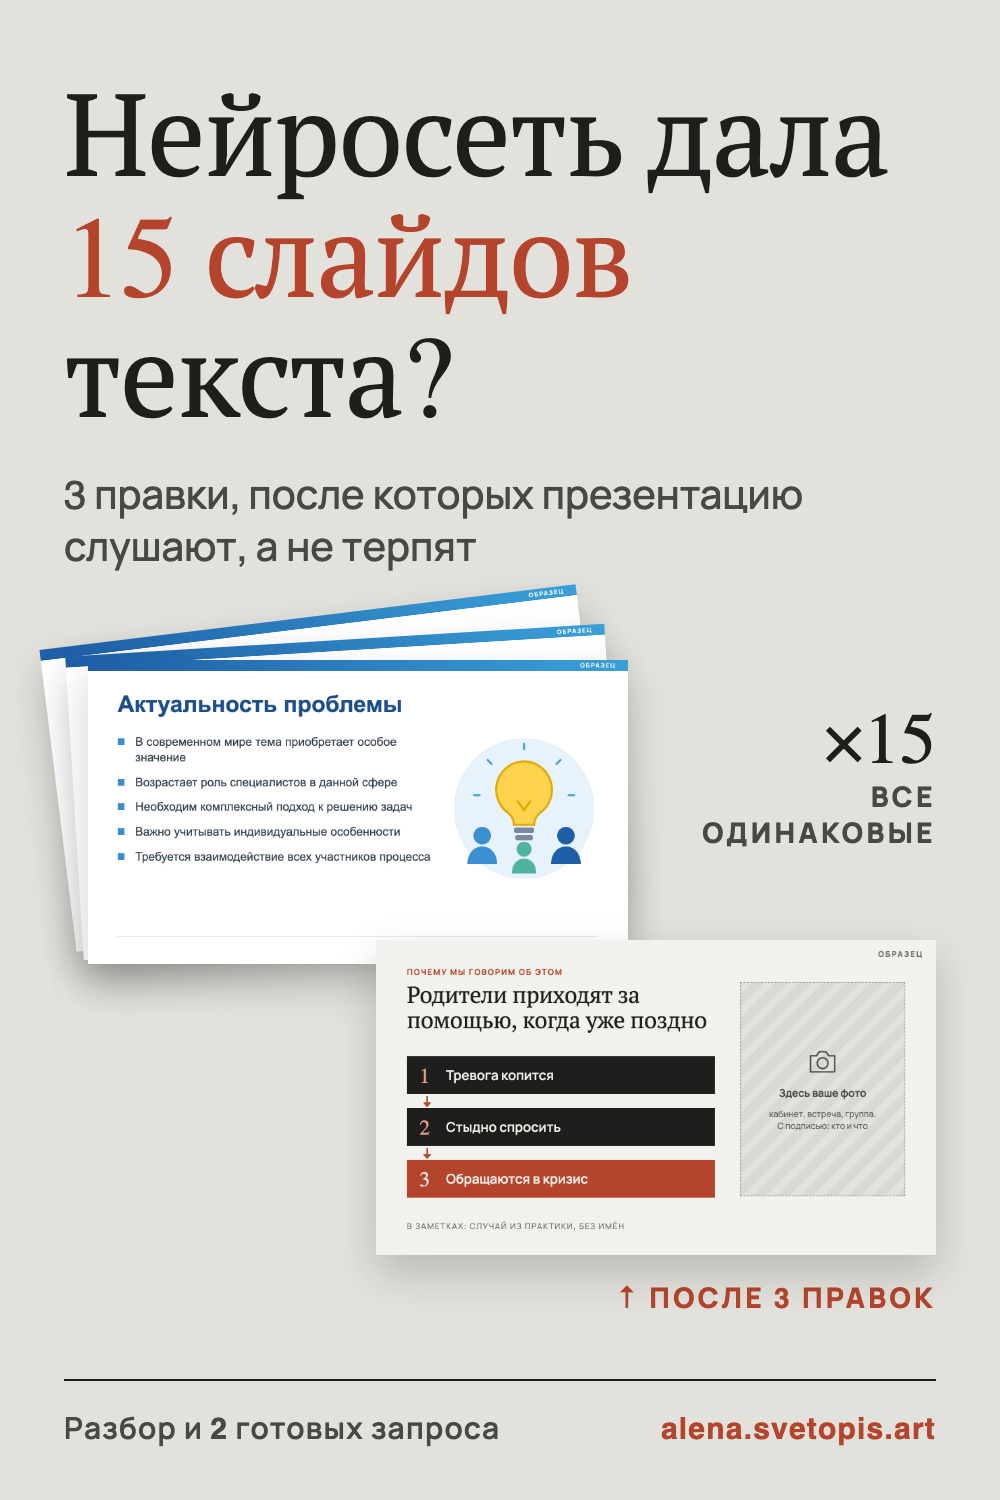 Нейросеть дала
15 слайдов
текста?
3 правки, после которых презентацию
слушают, а не терпят
ОБРАЗЕЦ
ОБРАЗЕЦ
ОБРАЗЕЦ
Актуальность проблемы
В современном мире тема приобретает особое
значение
Возрастает роль специалистов в данной сфере
Необходим комплексный подход к решению задач
Важно учитывать индивидуальные особенности
Требуется взаимодействие всех участников процесса
×15
ВСЕ
ОДИНАКОВЫЕ
ОБРАЗЕЦ
ПОЧЕМУ МЫ ГОВОРИМ ОБ ЭТОМ
Родители приходят за
помощью, когда уже поздно
1 Тревога копится
2 Стыдно спросить
3 Обращаются в кризис
Здесь ваше фото
кабинет, встреча, группа.
С подписью: кто и что
В ЗАМЕТКАХ: СЛУЧАЙ ИЗ ПРАКТИКИ, БЕЗ ИМЁН
↑ ПОСЛЕ 3 ПРАВОК
Разбор и 2 готовых запроса
alena.svetopis.art